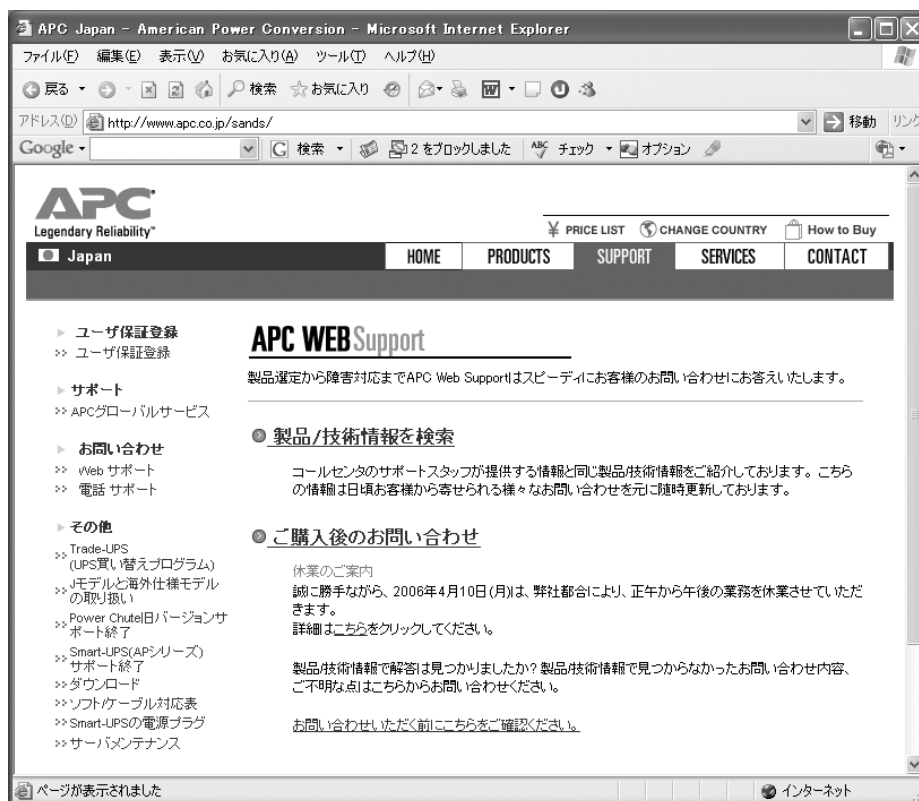 APC Japan - American Power Conversion - Microsoft Internet Explorer
ファイル(F) 編集(E) 表示(V) お気に入り(A) ツール(T) ヘルプ(H)
戻る 検索 お気に入り
アドレス(D) http://www.apc.co.jp/sands/ 移動 リンク
Google 検索 2 をブロックしました ABC チェック オプション
APC
Legendary Reliability
¥ PRICE LIST CHANGE COUNTRY How to Buy
Japan HOME PRODUCTS SUPPORT SERVICES CONTACT
ユーザ保証登録
>> ユーザ保証登録
サポート
>> APCグローバルサービス
お問い合わせ
>> Web サポート
>> 電話 サポート
その他
>> Trade-UPS
(UPS買い替えプログラム)
>> Jモデルと海外仕様モデル
の取り扱い
>> Power Chute旧バージョンサ
ポート終了
>> Smart-UPS(APシリーズ)
サポート終了
>> ダウンロード
>> ソフト/ケーブル対応表
>> Smart-UPSの電源プラグ
>> サーバメンテナンス
APC WEB Support
製品選定から障害対応までAPC Web Supportはスピーディにお客様のお問い合わせにお答えいたします。
製品/技術情報を検索
コールセンタのサポートスタッフが提供する情報と同じ製品/技術情報をご紹介しております。こちら
の情報は日頃お客様から寄せられる様々なお問い合わせを元に随時更新しております。
ご購入後のお問い合わせ
休業のご案内
誠に勝手ながら、2006年4月10日(月)は、弊社都合により、正午から午後の業務を休業させていただ
きます。
詳細はこちらをクリックしてください。
製品/技術情報で解答は見つかりましたか？製品/技術情報で見つからなかったお問い合わせ内容、
ご不明な点はこちらからお問い合わせください。
お問い合わせいただく前にこちらをご確認ください。
ページが表示されました インターネット